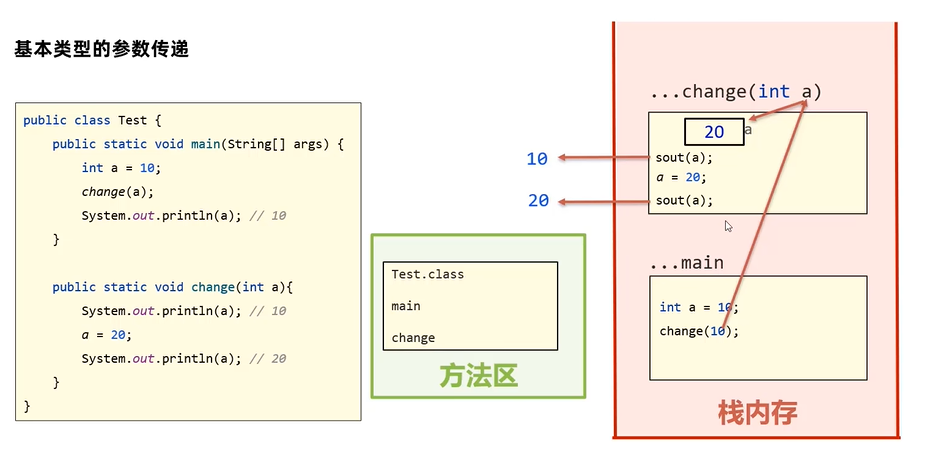 基本类型的参数传递
public class Test {
public static void main(String[] args) {
int a = 10;
change(a);
System.out.println(a); // 10
}
public static void change(int a){
System.out.println(a); // 10
a = 20;
System.out.println(a); // 20
}
}
Test.class
main
change
方法区
10
20
...change(int a)
20 a
sout(a);
a = 20;
sout(a);
...main
int a = 10;
change(10);
栈内存